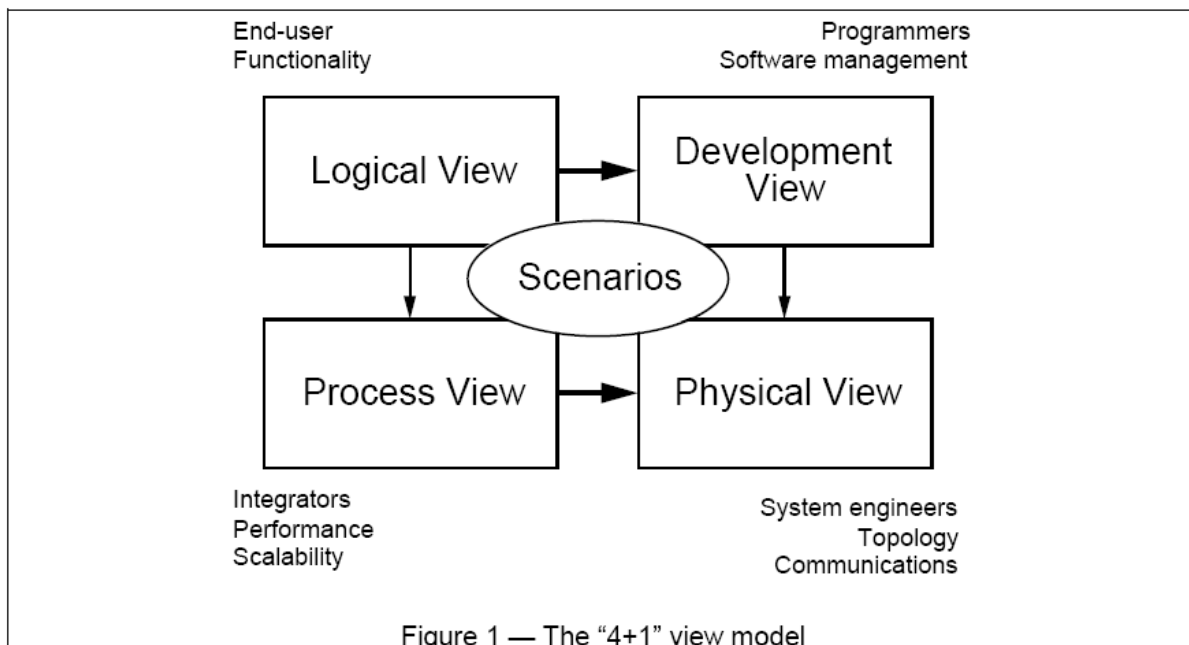 End-user
Functionality
Programmers
Software management
Logical View
Development
View
Scenarios
Process View
Physical View
Integrators
Performance
Scalability
System engineers
Topology
Communications
Figure 1 — The “4+1” view model